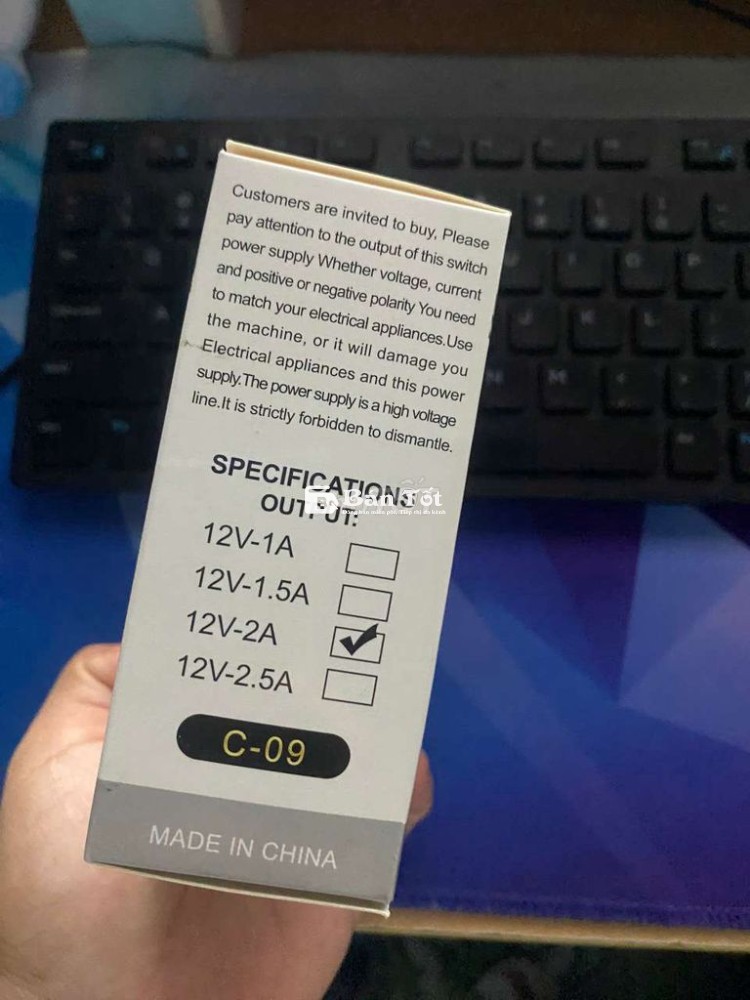 Customers are invited to buy, Please
pay attention to the output of this switch
power supply Whether voltage, current
and positive or negative polarity You need
to match your electrical appliances.Use
the machine, or it will damage you
Electrical appliances and this power
supply.The power supply is a high voltage
line.It is strictly forbidden to dismantle.
SPECIFICATIONS
OUTPUT:
Bán Tốt
12V-1A
12V-1.5A
12V-2A
12V-2.5A
C-09
MADE IN CHINA